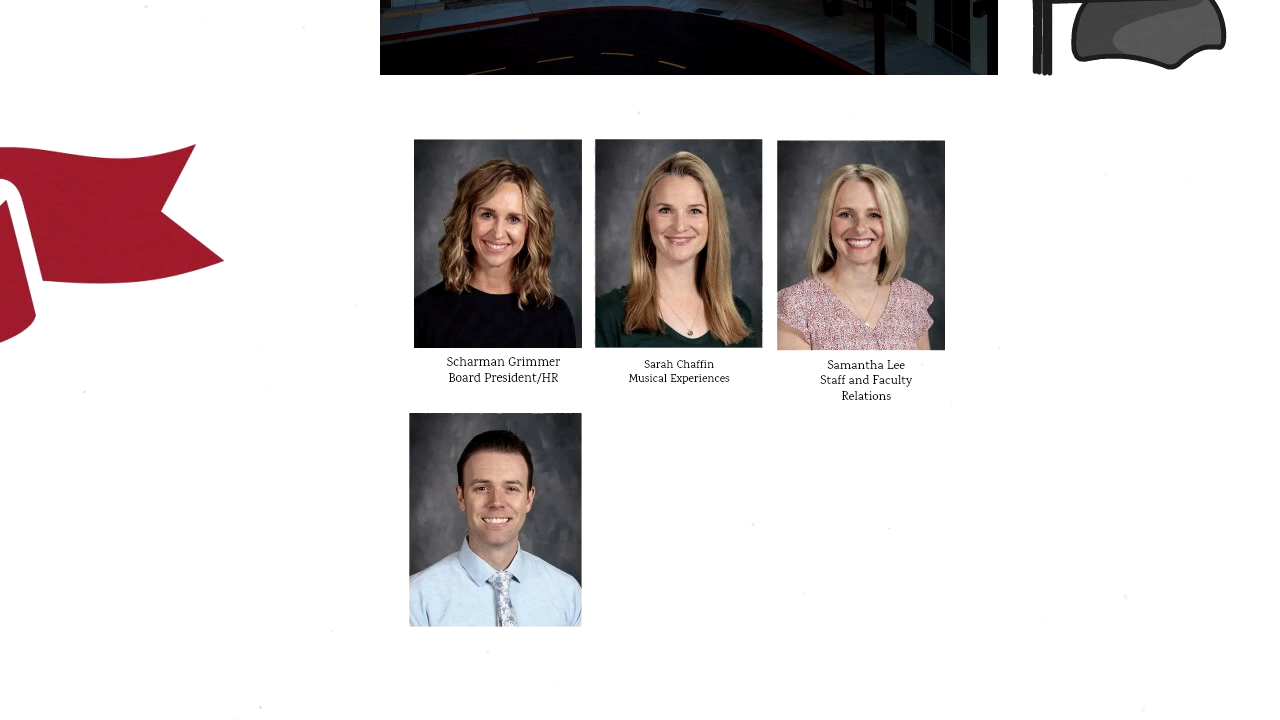 Scharman Grimmer
Board President/HR
Sarah Chaffin
Musical Experiences
Samantha Lee
Staff and Faculty
Relations